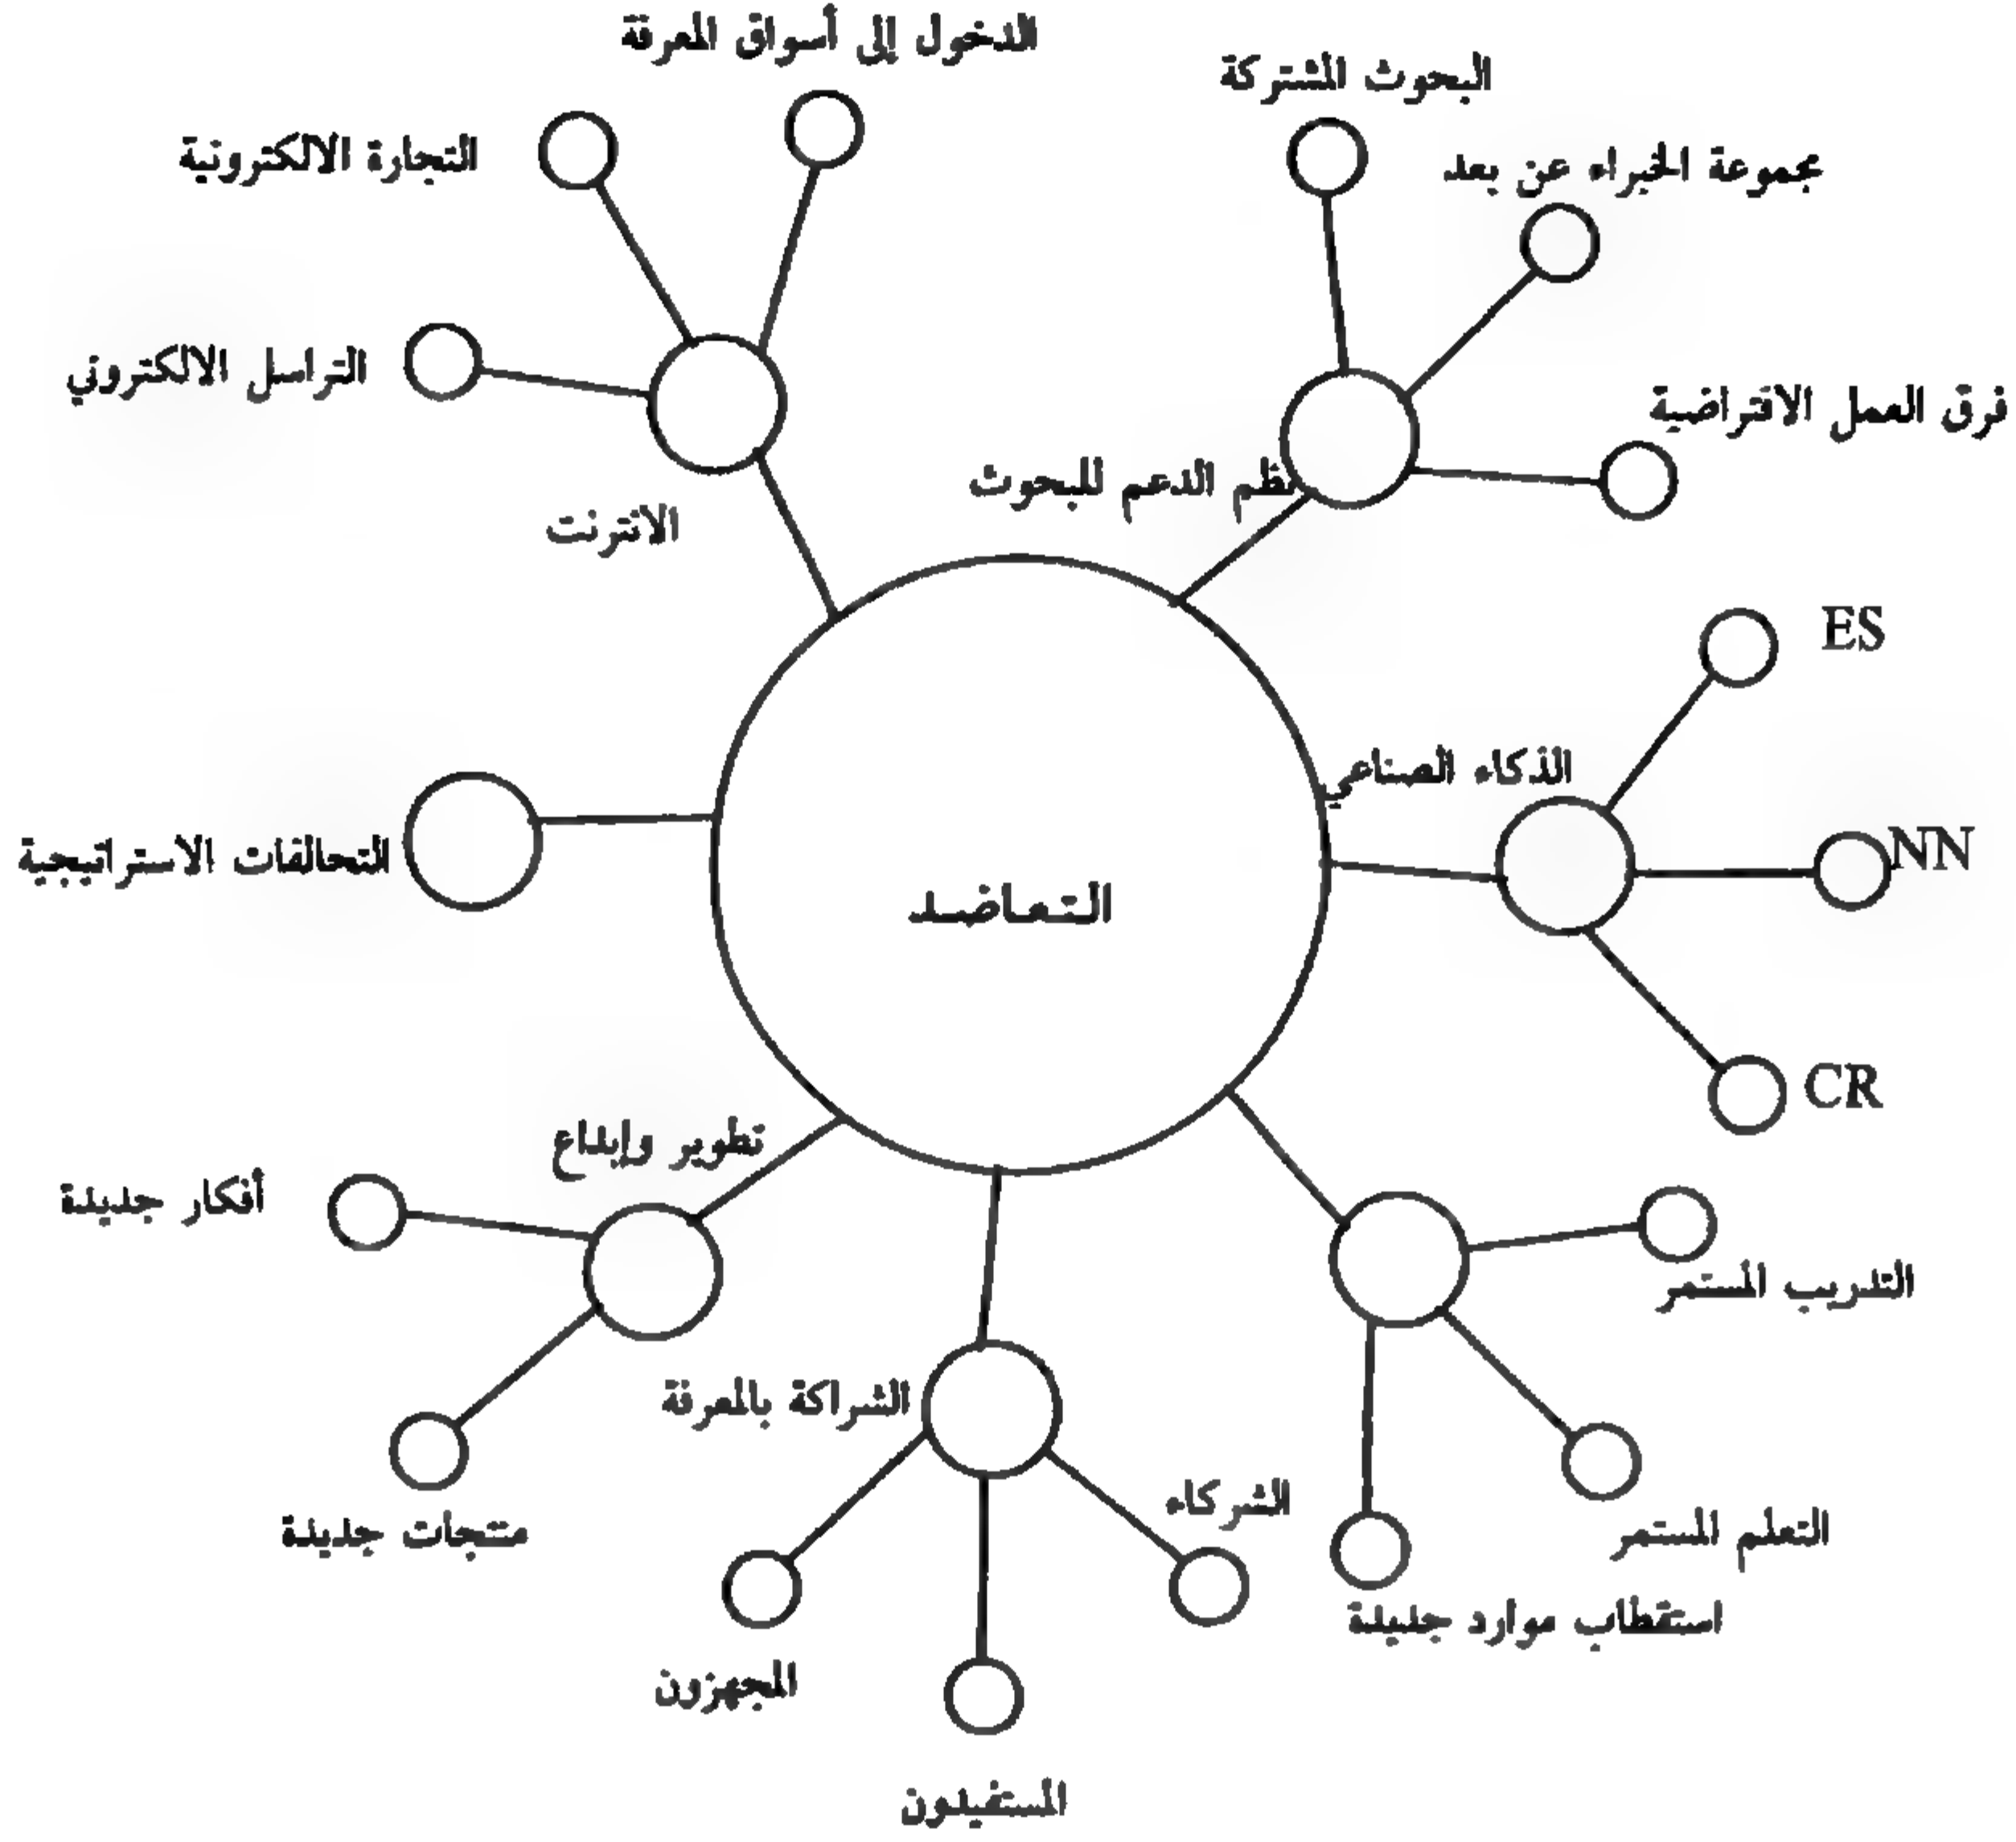 الدخول إلى أسواق المعرفة
البحوث المشتركة
التجارة الالكترونية
مجموعة الخبراء عن بعد
التراسل الالكتروني
فرق العمل الافتراضية
نظم الدعم للبحوث
الانترنت
ES
الذكاء الصناعي
NN
التحالفات الاستراتيجية
التعاضد
CR
تطوير وإبداع
أفكار جديدة
التدريب المستمر
الشراكة بالمعرفة
الشركاء
منتجات جديدة
التعلم المستمر
استقطاب موارد جديدة
المجهزون
المستفيدون